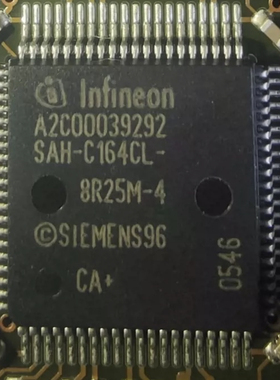 Infineon
A2C00039292
SAH-C164CL-
8R25M-4
©SIEMENS96
CA+
0546